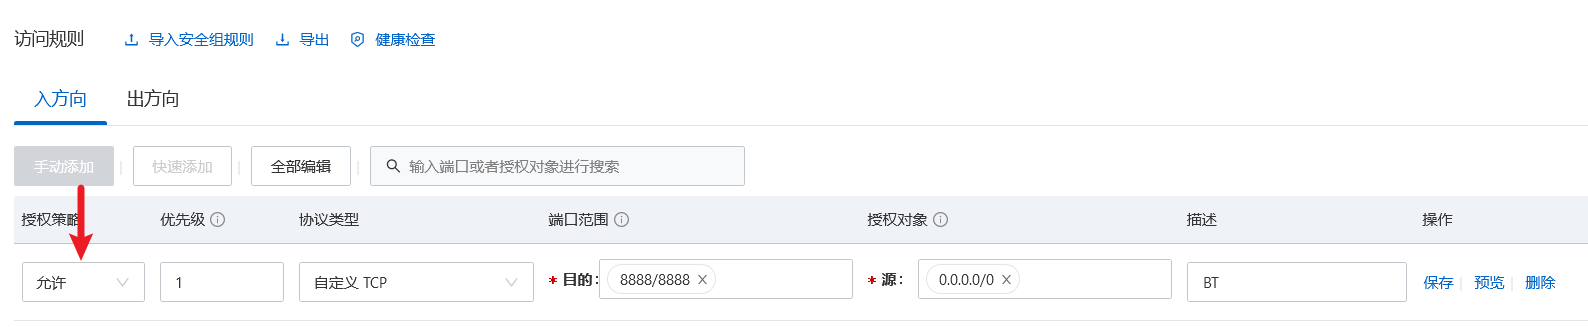 访问规则 导入安全组规则 导出 健康检查
入方向 出方向
手动添加 快速添加 全部编辑 输入端口或者授权对象进行搜索
授权策略 优先级 协议类型 端口范围 授权对象 描述 操作
允许 1 自定义 TCP * 目的: 8888/8888 × * 源: 0.0.0.0/0 × BT 保存 预览 删除